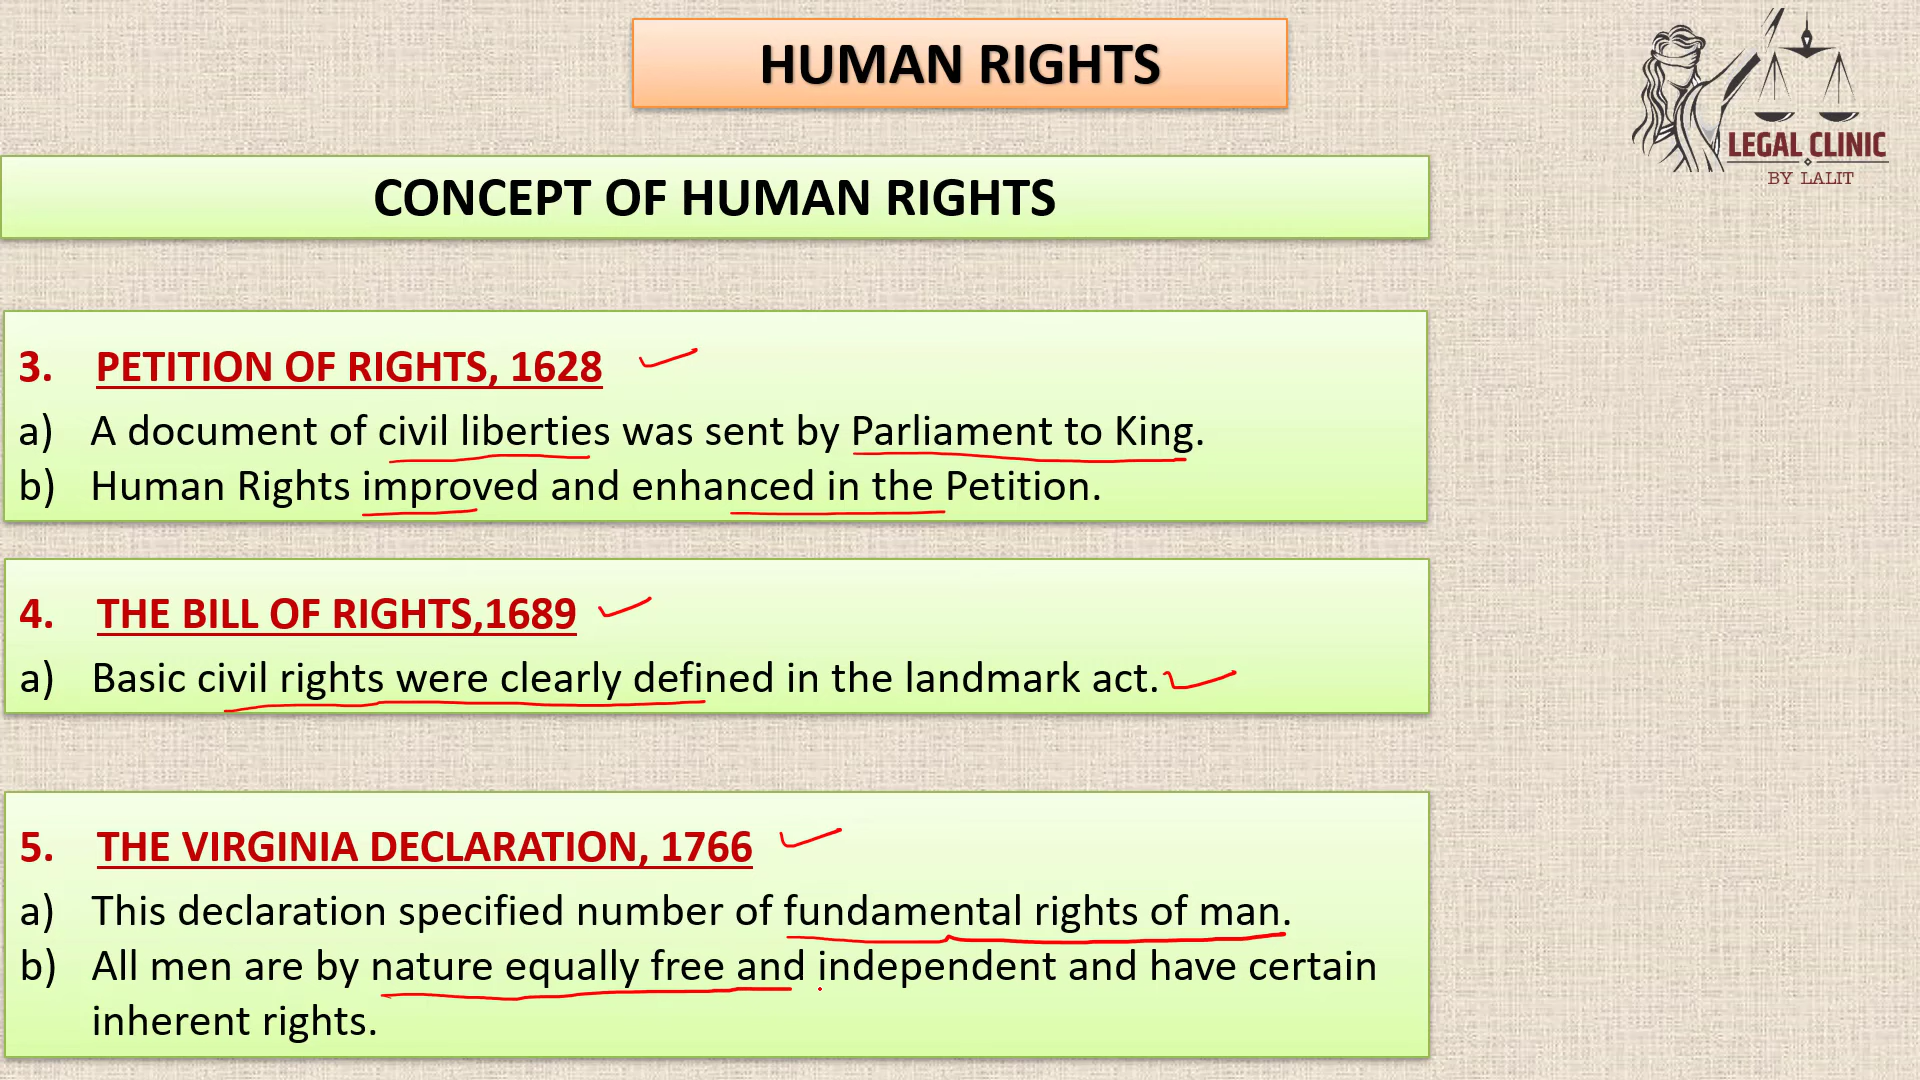 HUMAN RIGHTS
LEGAL CLINIC
BY LALIT
CONCEPT OF HUMAN RIGHTS
3. PETITION OF RIGHTS, 1628
a) A document of civil liberties was sent by Parliament to King.
b) Human Rights improved and enhanced in the Petition.
4. THE BILL OF RIGHTS,1689
a) Basic civil rights were clearly defined in the landmark act.
5. THE VIRGINIA DECLARATION, 1766
a) This declaration specified number of fundamental rights of man.
b) All men are by nature equally free and independent and have certain
inherent rights.